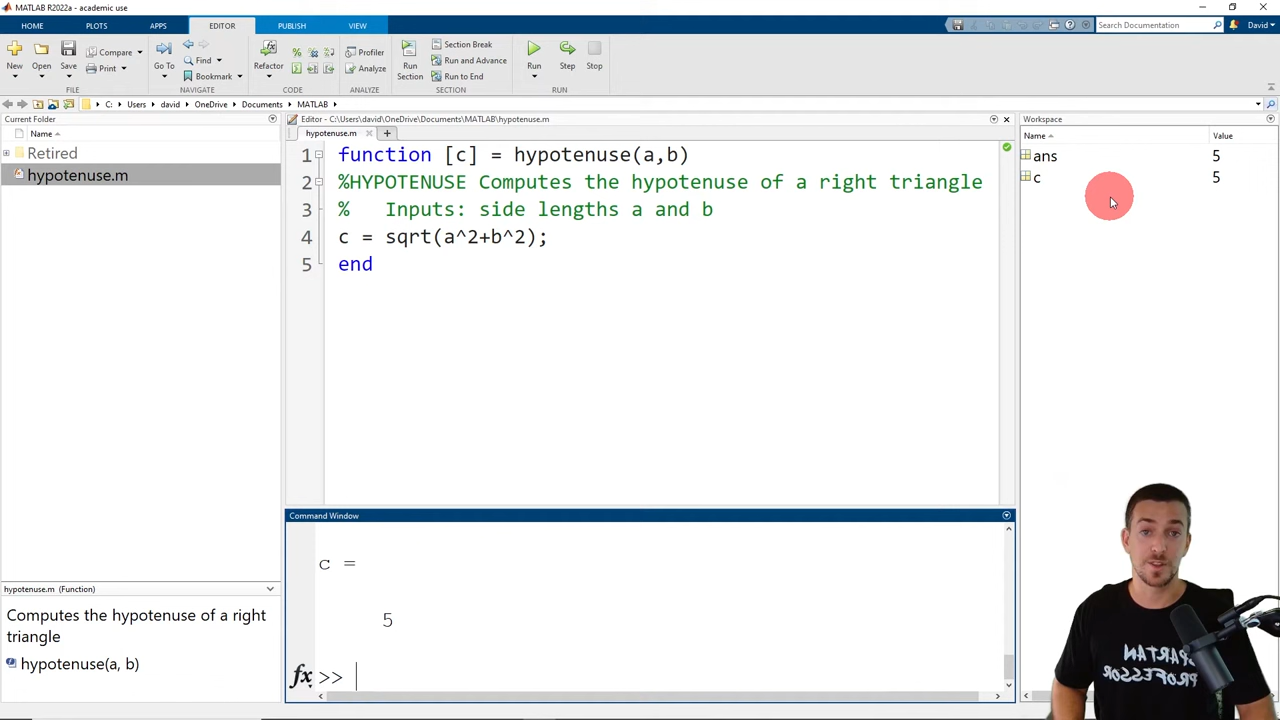 MATLAB R2022a - academic use
HOME PLOTS APPS EDITOR PUBLISH VIEW
Search Documentation David
New Open Save Compare Print
Go To Find Bookmark
Refactor
Profiler Analyze
Run Section Section Break Run and Advance Run to End
Run Step Stop
FILE NAVIGATE CODE ANALYZE SECTION RUN
C: Users david OneDrive Documents MATLAB
Current Folder
Name
Retired
hypotenuse.m
Editor - C:\Users\david\OneDrive\Documents\MATLAB\hypotenuse.m
hypotenuse.m × +
1 function [c] = hypotenuse(a,b)
2 %HYPOTENUSE Computes the hypotenuse of a right triangle
3 % Inputs: side lengths a and b
4 c = sqrt(a^2+b^2);
5 end
Workspace
Name Value
ans 5
c 5
Command Window
c =
5
fx >>
hypotenuse.m (Function)
Computes the hypotenuse of a right
triangle
hypotenuse(a, b)
SPARTAN
PROFESSOR